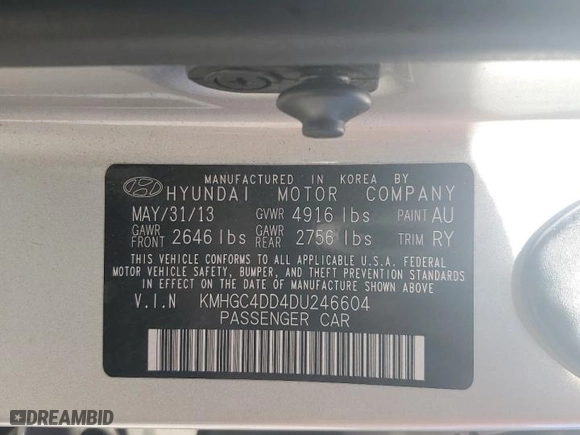 MANUFACTURED IN KOREA BY
HYUNDAI MOTOR COMPANY
MAY/31/13 GVWR 4916 lbs PAINT AU
GAWR FRONT 2646 lbs GAWR REAR 2756 lbs TRIM RY
THIS VEHICLE CONFORMS TO ALL APPLICABLE U.S.A. FEDERAL
MOTOR VEHICLE SAFETY, BUMPER, AND THEFT PREVENTION STANDARDS
IN EFFECT ON THE DATE OF MANUFACTURE SHOWN ABOVE.
V.I.N KMHGC4DD4DU246604
PASSENGER CAR
DREAMBID